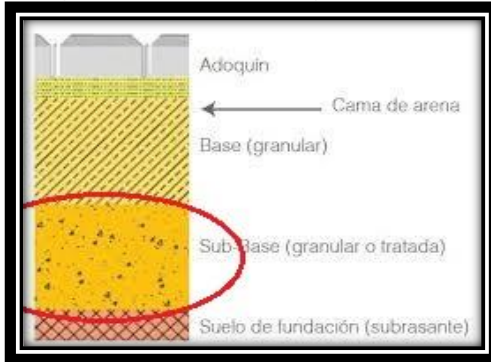 Adoquín
Cama de arena
Base (granular)
Sub-Base (granular o tratada)
Suelo de fundación (subrasante)